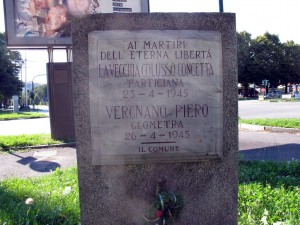 AI MARTIRI
DELL'ETERNA LIBERTÀ
LAVECCHIA COLUSSO CONCETTA
PARTIGIANA
25-4-1945
VERGNANO PIERO
GEOMETRA
26-4-1945
IL COMUNE